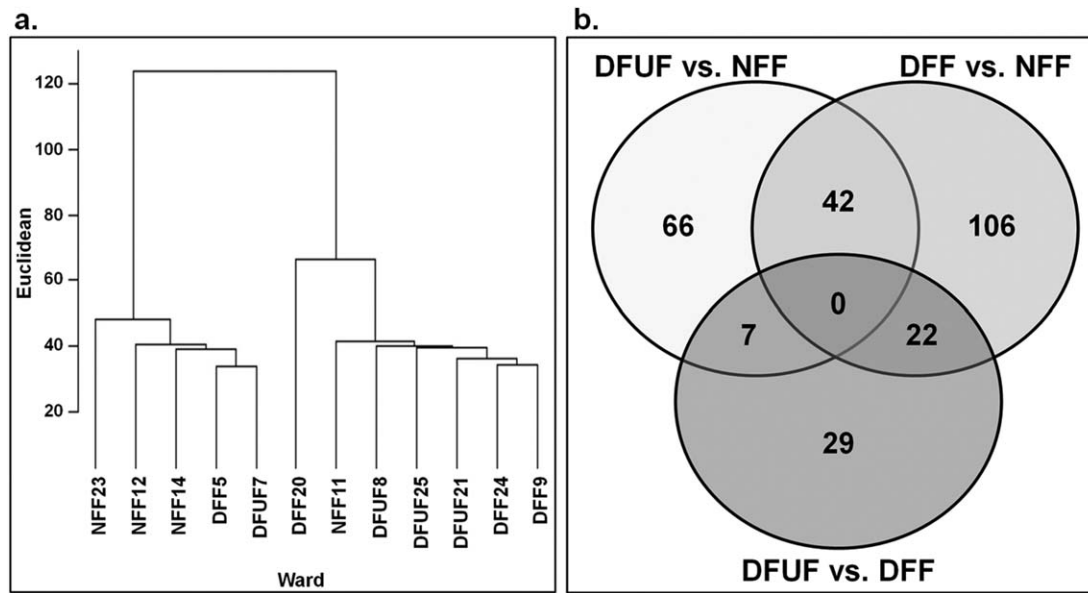 a.
Euclidean
120
100
80
60
40
20
NFF23
NFF12
NFF14
DFF5
DFUF7
DFF20
NFF11
DFUF8
DFUF25
DFUF21
DFF24
DFF9
Ward
b.
DFUF vs. NFF
DFF vs. NFF
66
42
106
0
7
22
29
DFUF vs. DFF